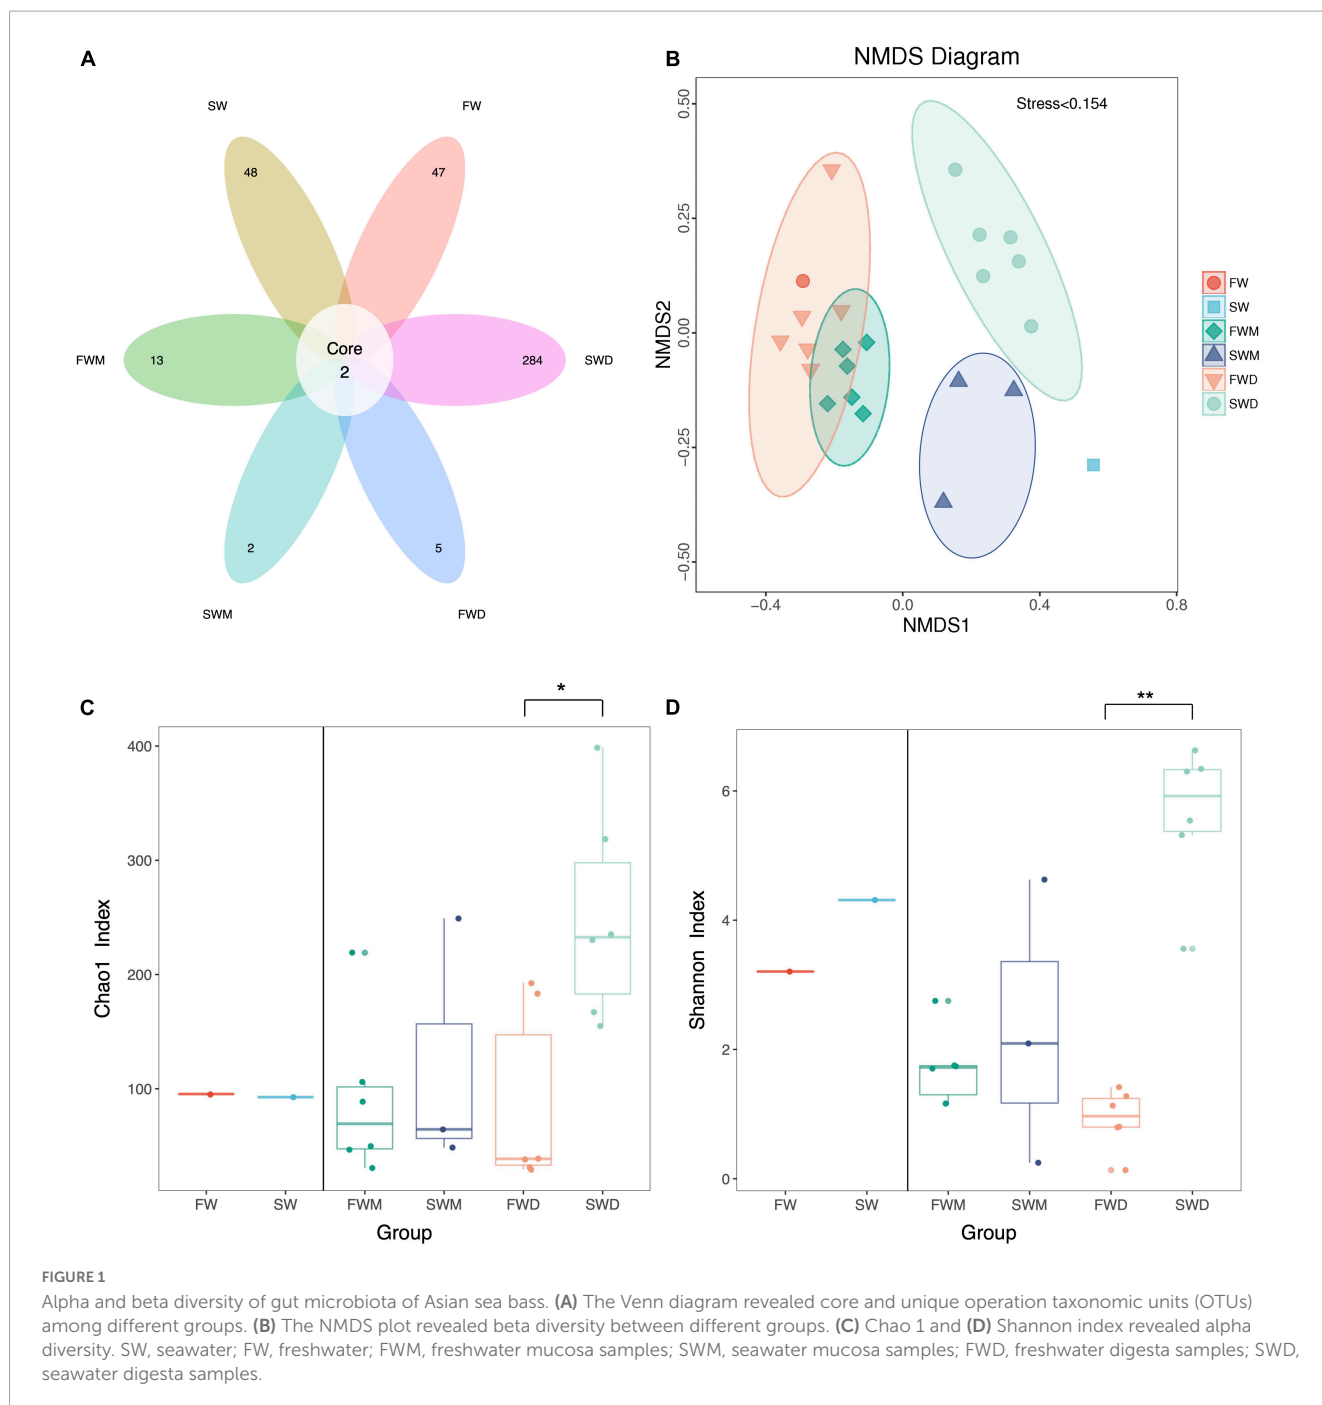 A
SW
FW
48
47
FWM
13
Core
2
284
SWD
2
5
SWM
FWD
B
NMDS Diagram
Stress<0.154
NMDS2
0.50
0.25
0.00
−0.25
−0.50
−0.4
0.0
0.4
0.8
NMDS1
FW
SW
FWM
SWM
FWD
SWD
C
*
Chao1 Index
400
300
200
100
FW
SW
FWM
SWM
FWD
SWD
Group
D
**
Shannon Index
6
4
2
0
FW
SW
FWM
SWM
FWD
SWD
Group
FIGURE 1
Alpha and beta diversity of gut microbiota of Asian sea bass. (A) The Venn diagram revealed core and unique operation taxonomic units (OTUs)
among different groups. (B) The NMDS plot revealed beta diversity between different groups. (C) Chao 1 and (D) Shannon index revealed alpha
diversity. SW, seawater; FW, freshwater; FWM, freshwater mucosa samples; SWM, seawater mucosa samples; FWD, freshwater digesta samples; SWD,
seawater digesta samples.